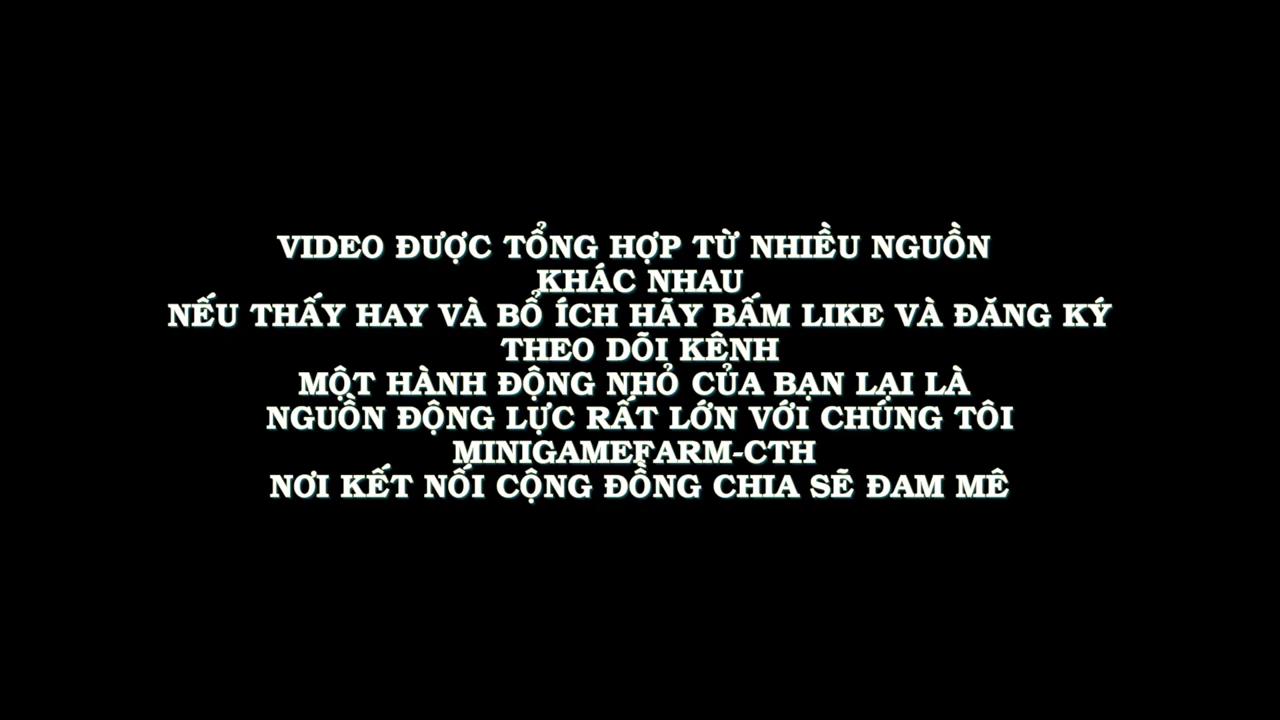 VIDEO ĐƯỢC TỔNG HỢP TỪ NHIỀU NGUỒN
KHÁC NHAU
NẾU THẤY HAY VÀ BỔ ÍCH HÃY BẤM LIKE VÀ ĐĂNG KÝ
THEO DÕI KÊNH
MỘT HÀNH ĐỘNG NHỎ CỦA BẠN LẠI LÀ
NGUỒN ĐỘNG LỰC RẤT LỚN VỚI CHÚNG TÔI
MINIGAMEFARM-CTH
NƠI KẾT NỐI CỘNG ĐỒNG CHIA SẼ ĐAM MÊ